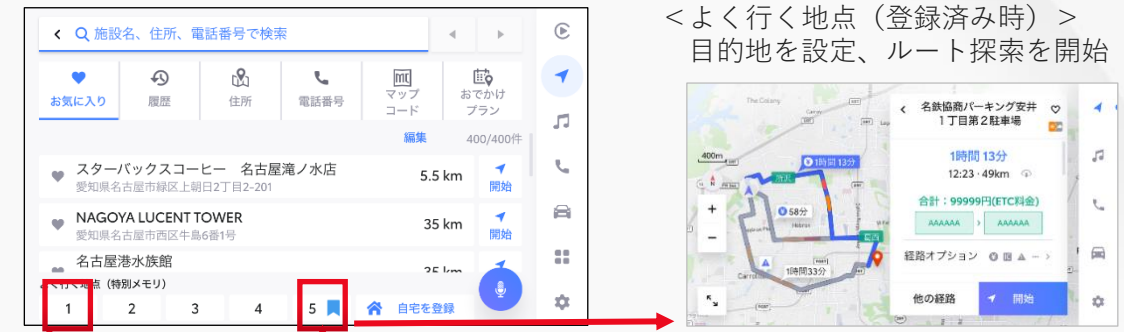 ＜よく行く地点（登録済み時）＞
目的地を設定、ルート探索を開始
施設名、住所、電話番号で検索
お気に入り
履歴
住所
電話番号
マップ
コード
おでかけ
プラン
編集
400/400件
スターバックスコーヒー　名古屋滝ノ水店
愛知県名古屋市緑区上朝日2丁目2-201
5.5 km
開始
NAGOYA LUCENT TOWER
愛知県名古屋市西区牛島6番1号
35 km
開始
名古屋港水族館
よく行く地点（特別メモリ）
1
2
3
4
5
自宅を登録
The Colony
400m
1時間 13分
58分
Hebron
1時間33分
名鉄協商パーキング安井
1丁目第2駐車場
1時間 13分
12:23・49km
合計：99999円(ETC料金)
AAAAAA
AAAAAA
経路オプション
他の経路
開始